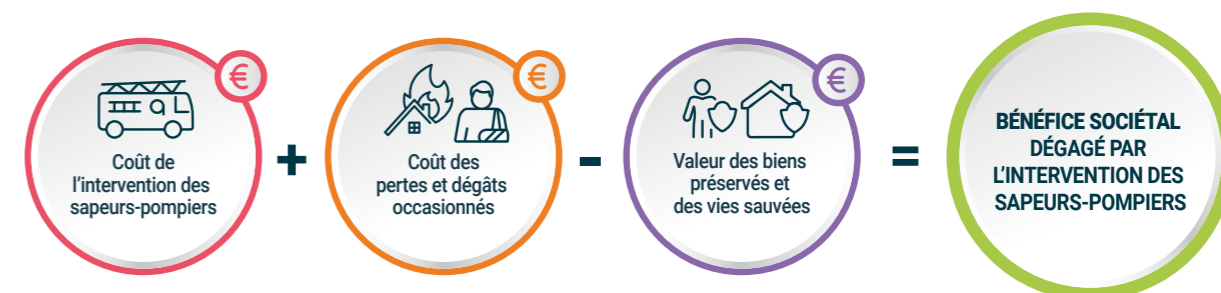 €
Coût de
l'intervention des
sapeurs-pompiers
+
€
Coût des
pertes et dégâts
occasionnés
-
€
Valeur des biens
préservés et
des vies sauvées
=
BÉNÉFICE SOCIÉTAL
DÉGAGÉ PAR
L'INTERVENTION DES
SAPEURS-POMPIERS